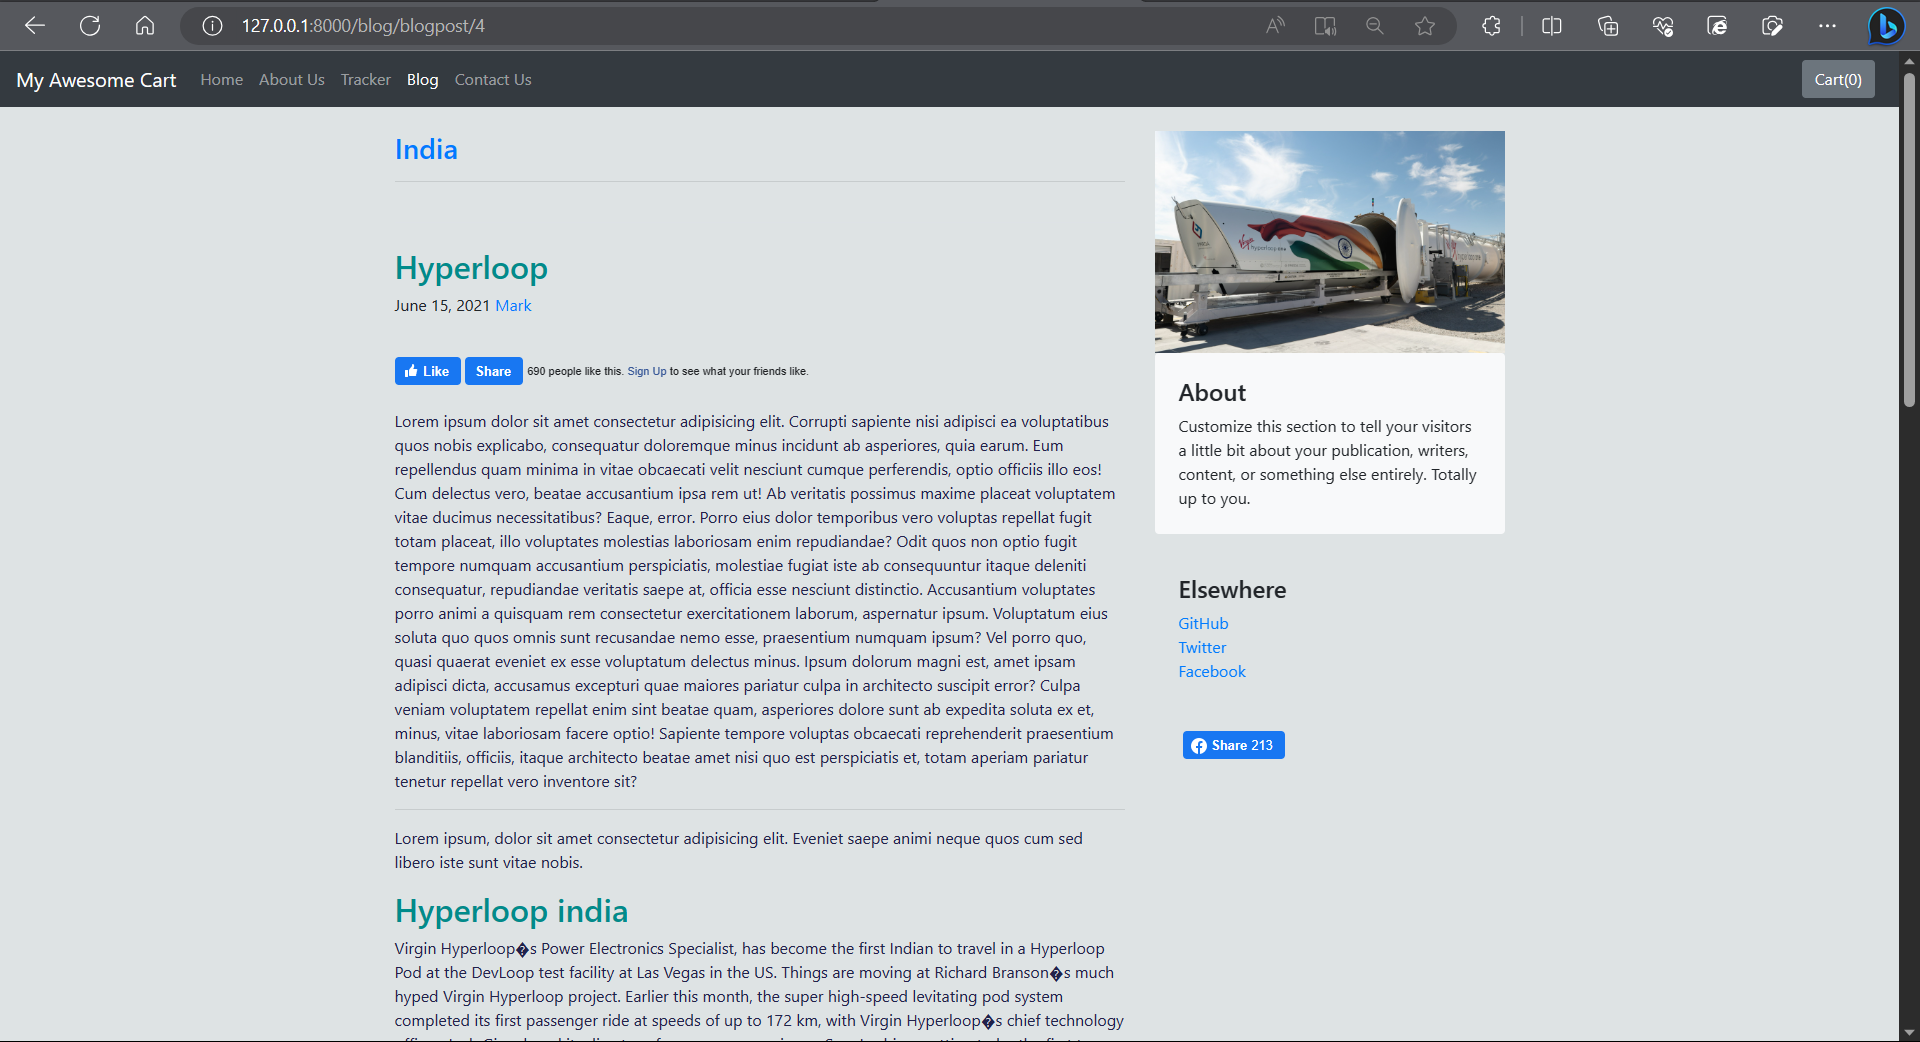 127.0.0.1:8000/blog/blogpost/4
My Awesome Cart Home About Us Tracker Blog Contact Us Cart(0)
India
Hyperloop
June 15, 2021 Mark
Like Share 690 people like this. Sign Up to see what your friends like.
Lorem ipsum dolor sit amet consectetur adipisicing elit. Corrupti sapiente nisi adipisci ea voluptatibus
quos nobis explicabo, consequatur doloremque minus incidunt ab asperiores, quia earum. Eum
repellendus quam minima in vitae obcaecati velit nesciunt cumque perferendis, optio officiis illo eos!
Cum delectus vero, beatae accusantium ipsa rem ut! Ab veritatis possimus maxime placeat voluptatem
vitae ducimus necessitatibus? Eaque, error. Porro eius dolor temporibus vero voluptas repellat fugit
totam placeat, illo voluptates molestias laboriosam enim repudiandae? Odit quos non optio fugit
tempore numquam accusantium perspiciatis, molestiae fugiat iste ab consequuntur itaque deleniti
consequatur, repudiandae veritatis saepe at, officia esse nesciunt distinctio. Accusantium voluptates
porro animi a quisquam rem consectetur exercitationem laborum, aspernatur ipsum. Voluptatum eius
soluta quo quos omnis sunt recusandae nemo esse, praesentium numquam ipsum? Vel porro quo,
quasi quaerat eveniet ex esse voluptatum delectus minus. Ipsum dolorum magni est, amet ipsam
adipisci dicta, accusamus excepturi quae maiores pariatur culpa in architecto suscipit error? Culpa
veniam voluptatem repellat enim sint beatae quam, asperiores dolore sunt ab expedita soluta ex et,
minus, vitae laboriosam facere optio! Sapiente tempore voluptas obcaecati reprehenderit praesentium
blanditiis, officiis, itaque architecto beatae amet nisi quo est perspiciatis et, totam aperiam pariatur
tenetur repellat vero inventore sit?
Lorem ipsum, dolor sit amet consectetur adipisicing elit. Eveniet saepe animi neque quos cum sed
libero iste sunt vitae nobis.
Hyperloop india
Virgin Hyperloop�s Power Electronics Specialist, has become the first Indian to travel in a Hyperloop
Pod at the DevLoop test facility at Las Vegas in the US. Things are moving at Richard Branson�s much
hyped Virgin Hyperloop project. Earlier this month, the super high-speed levitating pod system
completed its first passenger ride at speeds of up to 172 km, with Virgin Hyperloop�s chief technology
About
Customize this section to tell your visitors
a little bit about your publication, writers,
content, or something else entirely. Totally
up to you.
Elsewhere
GitHub
Twitter
Facebook
Share 213